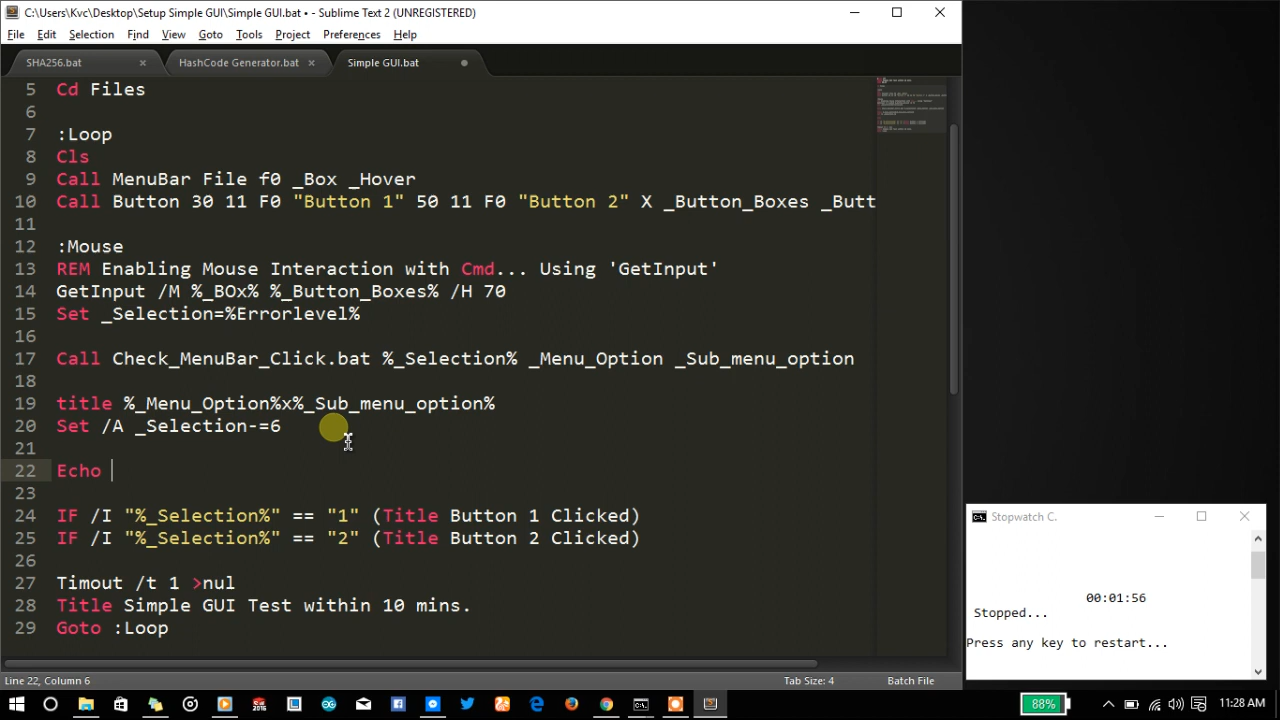 C:\Users\Kvc\Desktop\Setup Simple GUI\Simple GUI.bat • - Sublime Text 2 (UNREGISTERED)
File Edit Selection Find View Goto Tools Project Preferences Help
SHA256.bat × HashCode Generator.bat × Simple GUI.bat
5 Cd Files
6
7 :Loop
8 Cls
9 Call MenuBar File f0 _Box _Hover
10 Call Button 30 11 F0 "Button 1" 50 11 F0 "Button 2" X _Button_Boxes _Butt
11
12 :Mouse
13 REM Enabling Mouse Interaction with Cmd... Using 'GetInput'
14 GetInput /M %_BOx% %_Button_Boxes% /H 70
15 Set _Selection=%Errorlevel%
16
17 Call Check_MenuBar_Click.bat %_Selection% _Menu_Option _Sub_menu_option
18
19 title %_Menu_Option%x%_Sub_menu_option%
20 Set /A _Selection-=6
21
22 Echo
23
24 IF /I "%_Selection%" == "1" (Title Button 1 Clicked)
25 IF /I "%_Selection%" == "2" (Title Button 2 Clicked)
26
27 Timout /t 1 >nul
28 Title Simple GUI Test within 10 mins.
29 Goto :Loop
Line 22, Column 6 Tab Size: 4 Batch File
Stopwatch C.
00:01:56
Stopped...
Press any key to restart...
88% 11:28 AM